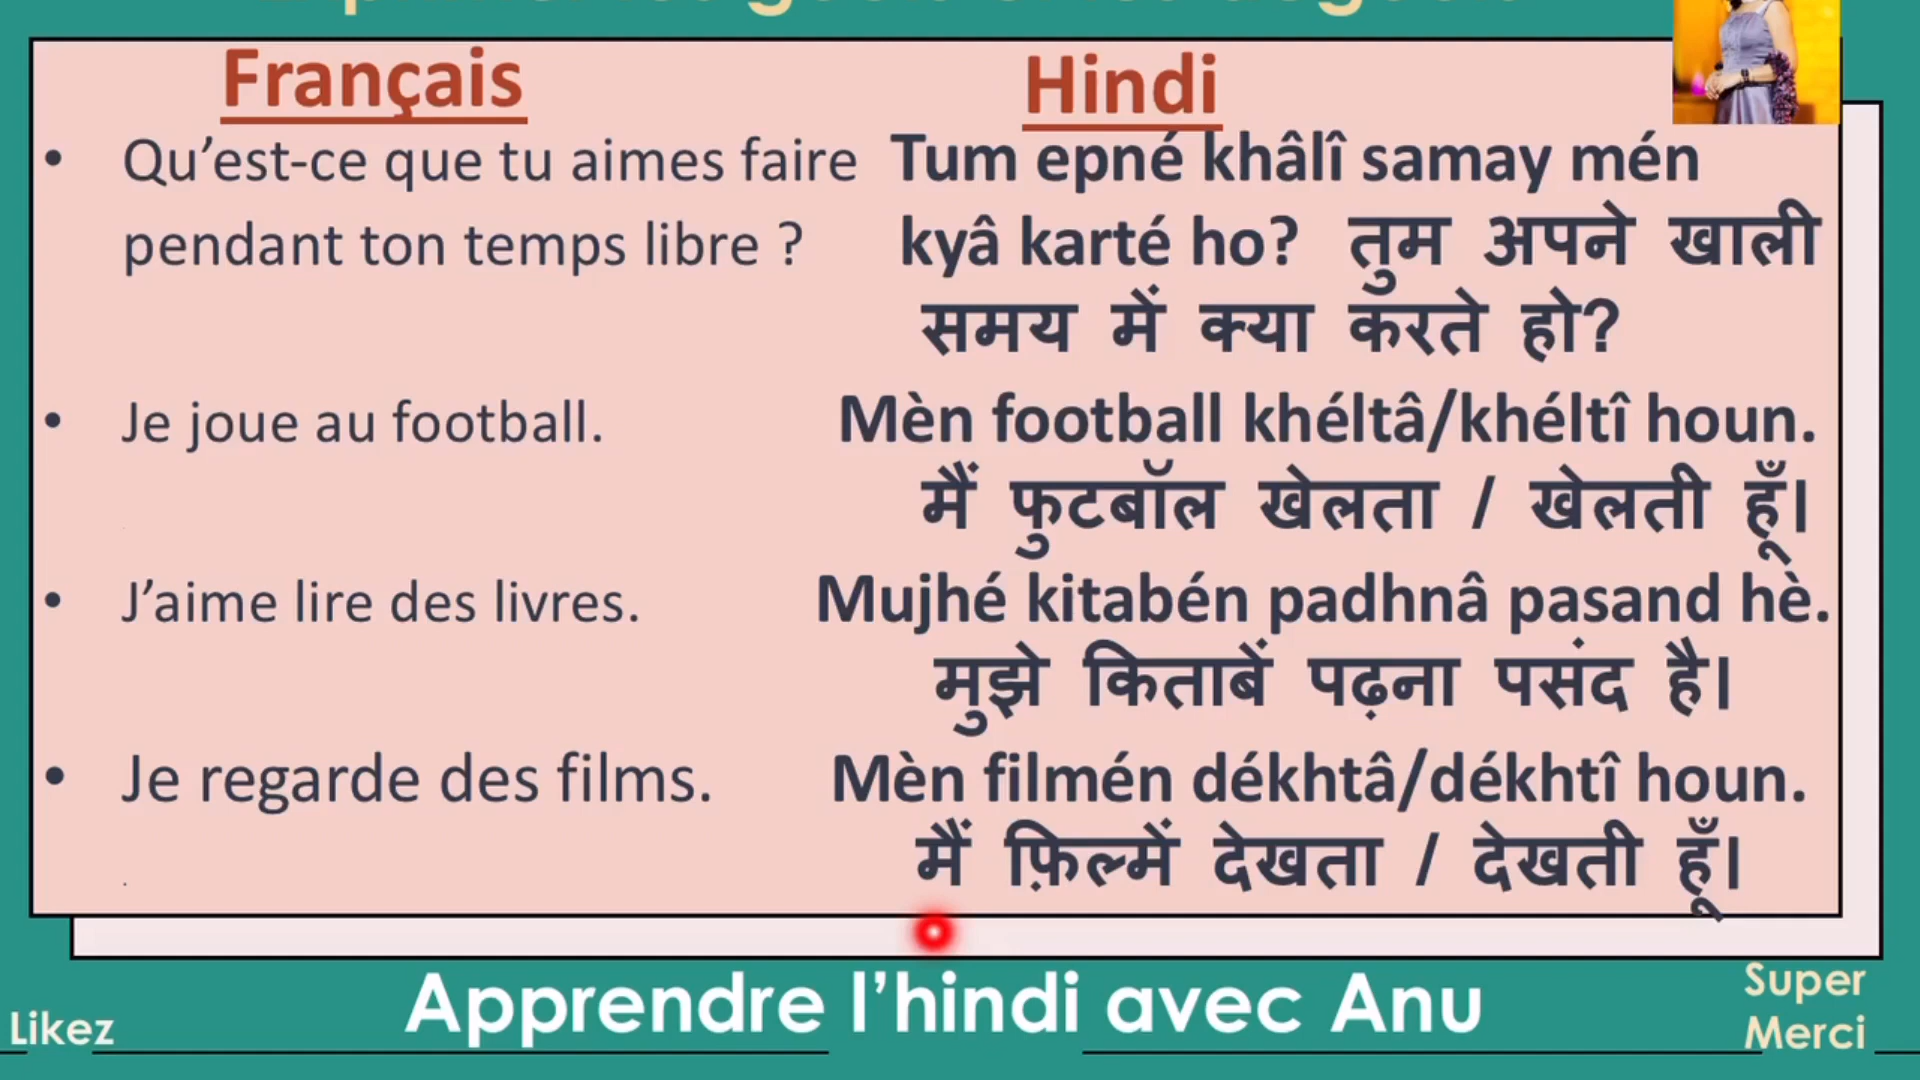 Français
Hindi
Qu’est-ce que tu aimes faire
pendant ton temps libre ?
Tum epné khâlî samay mén
kyâ karté ho? तुम अपने खाली
समय में क्या करते हो?
Je joue au football.
Mèn football khéltâ/khéltî houn.
मैं फुटबॉल खेलता / खेलती हूँ।
J’aime lire des livres.
Mujhé kitabén padhnâ pasand hè.
मुझे किताबें पढ़ना पसंद है।
Je regarde des films.
Mèn filmén dékhtâ/dékhtî houn.
मैं फ़िल्में देखता / देखती हूँ।
Apprendre l’hindi avec Anu
Likez
Super
Merci